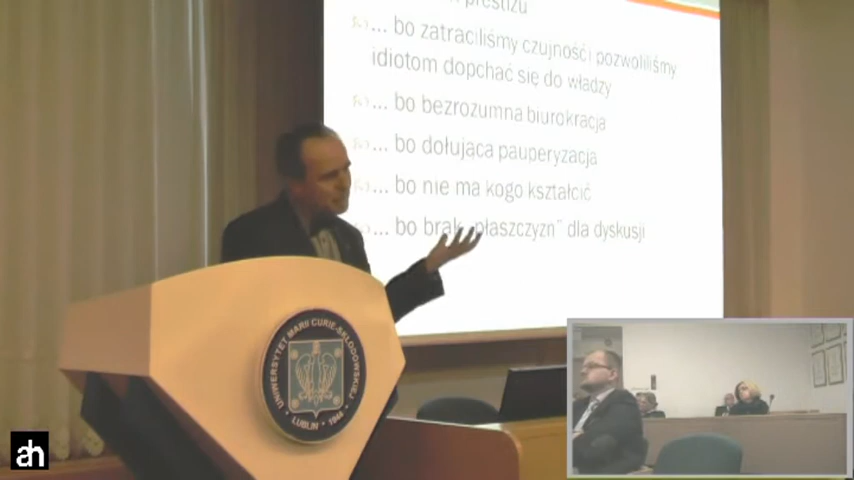 prestiżu
... bo zatraciliśmy czujność i pozwoliliśmy
idiotom dopchać się do władzy
... bo bezrozumna biurokracja
... bo dołująca pauperyzacja
... bo nie ma kogo kształcić
... bo brak „płaszczyzn” dla dyskusji
UNIWERSYTET MARII CURIE-SKŁODOWSKIEJ
LUBLIN 1944
ah